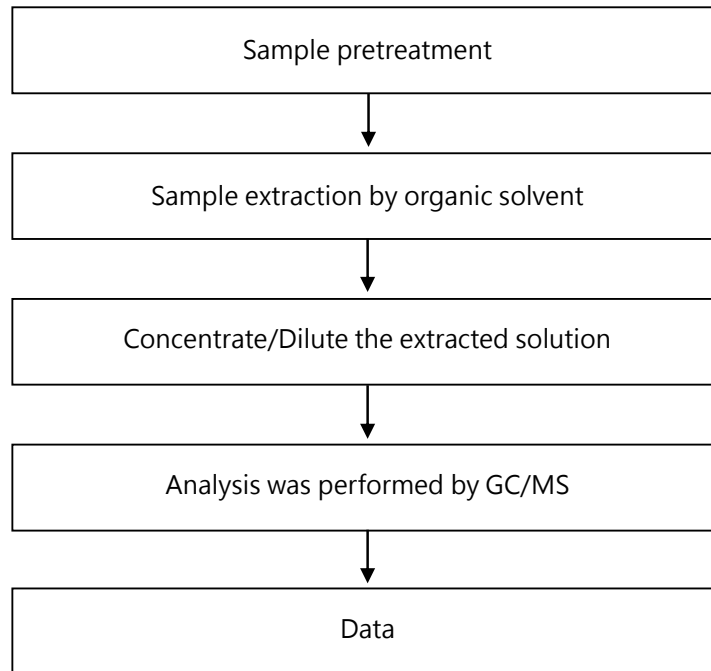 Sample pretreatment
Sample extraction by organic solvent
Concentrate/Dilute the extracted solution
Analysis was performed by GC/MS
Data